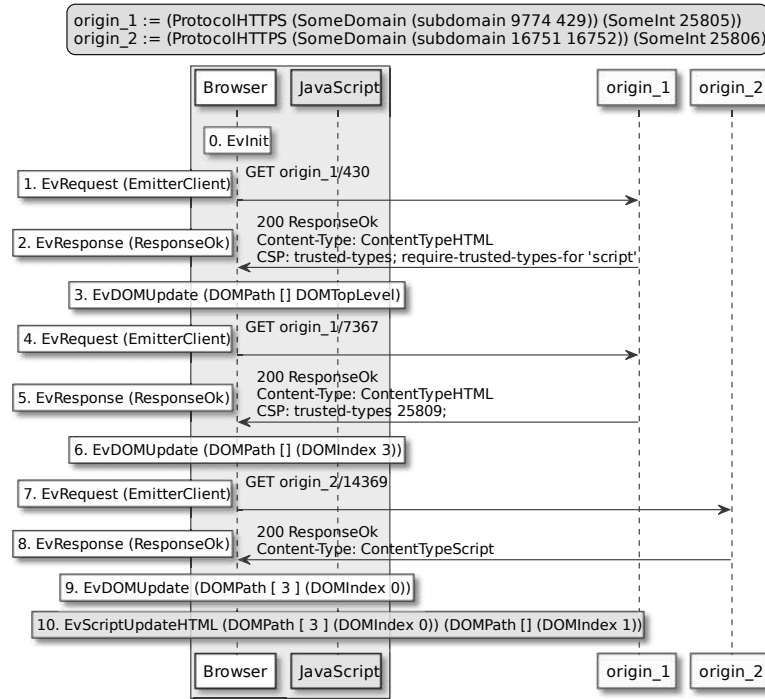 origin_1 := (ProtocolHTTPS (SomeDomain (subdomain 9774 429)) (SomeInt 25805))
origin_2 := (ProtocolHTTPS (SomeDomain (subdomain 16751 16752)) (SomeInt 25806))
Browser JavaScript origin_1 origin_2
0. EvInit
GET origin_1/430
1. EvRequest (EmitterClient)
200 ResponseOk
2. EvResponse (ResponseOk) Content-Type: ContentTypeHTML
CSP: trusted-types; require-trusted-types-for 'script'
3. EvDOMUpdate (DOMPath [] DOMTopLevel)
4. EvRequest (EmitterClient) GET origin_1/7367
200 ResponseOk
5. EvResponse (ResponseOk) Content-Type: ContentTypeHTML
CSP: trusted-types 25809;
6. EvDOMUpdate (DOMPath [] (DOMIndex 3))
7. EvRequest (EmitterClient) GET origin_2/14369
200 ResponseOk
8. EvResponse (ResponseOk) Content-Type: ContentTypeScript
9. EvDOMUpdate (DOMPath [ 3 ] (DOMIndex 0))
10. EvScriptUpdateHTML (DOMPath [ 3 ] (DOMIndex 0)) (DOMPath [] (DOMIndex 1))
Browser JavaScript origin_1 origin_2